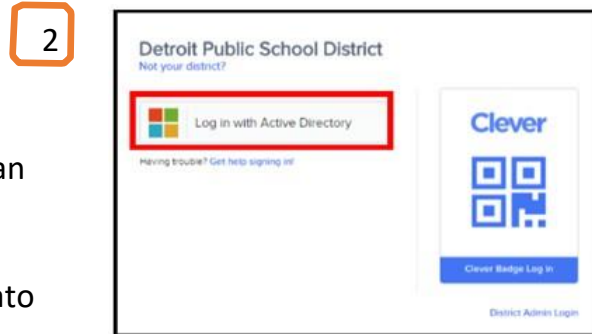 2
Detroit Public School District
Not your district?
Log in with Active Directory
Having trouble? Get help signing in!
Clever
Clever Badge Log in
District Admin Login
an
nto